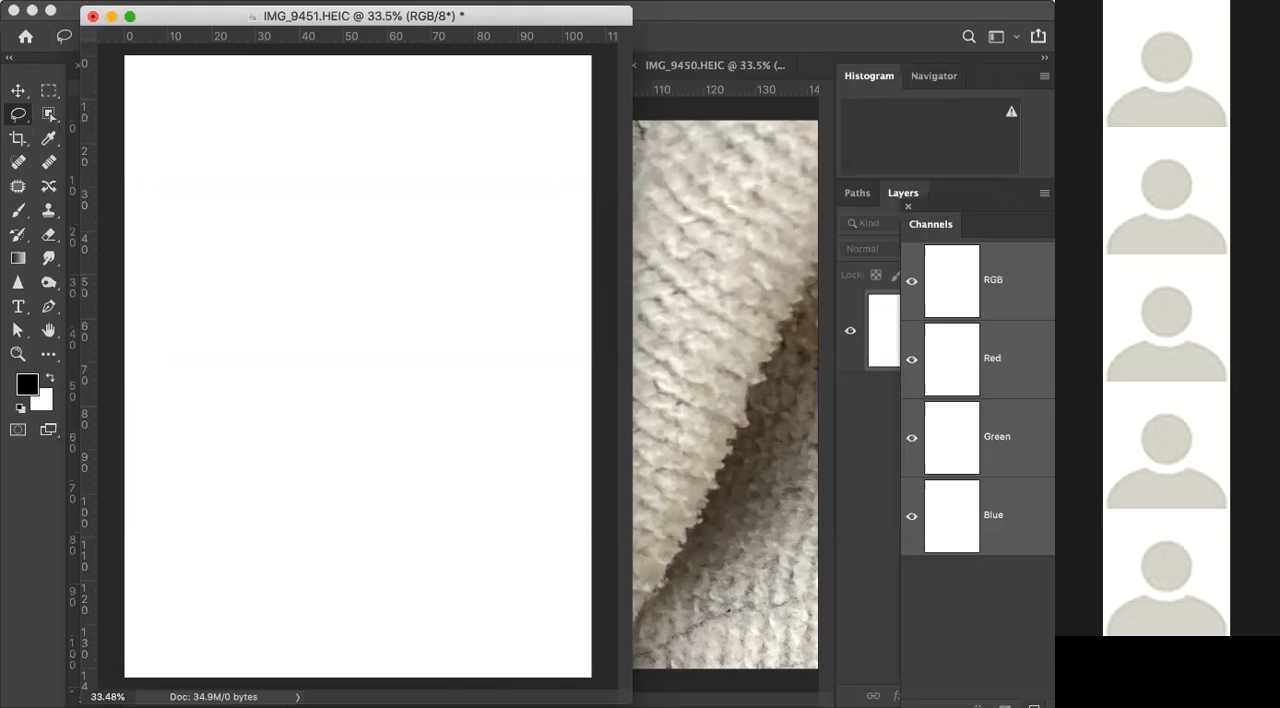 IMG_9451.HEIC @ 33.5% (RGB/8*) *
0 10 20 30 40 50 60 70 80 90 100 11
IMG_9450.HEIC @ 33.5% (...
110 120 130 14
Histogram Navigator
Paths Layers
Kind
Channels
Normal
Lock:
RGB
Red
Green
Blue
33.48% Doc: 34.9M/0 bytes